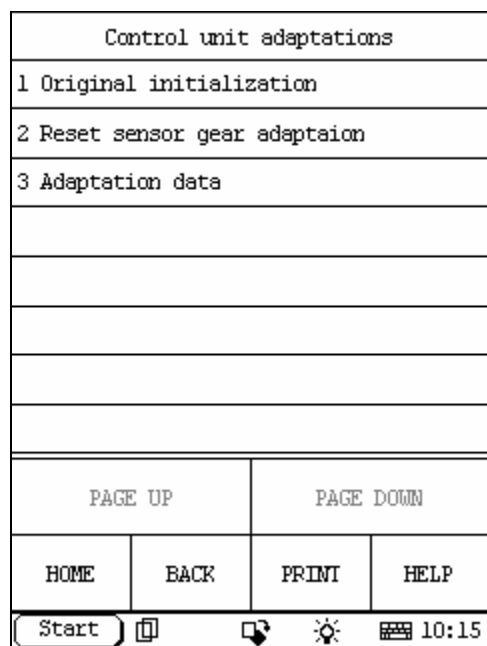 Control unit adaptations
1 Original initialization
2 Reset sensor gear adaptaion
3 Adaptation data
PAGE UP PAGE DOWN
HOME BACK PRINT HELP
Start 10:15